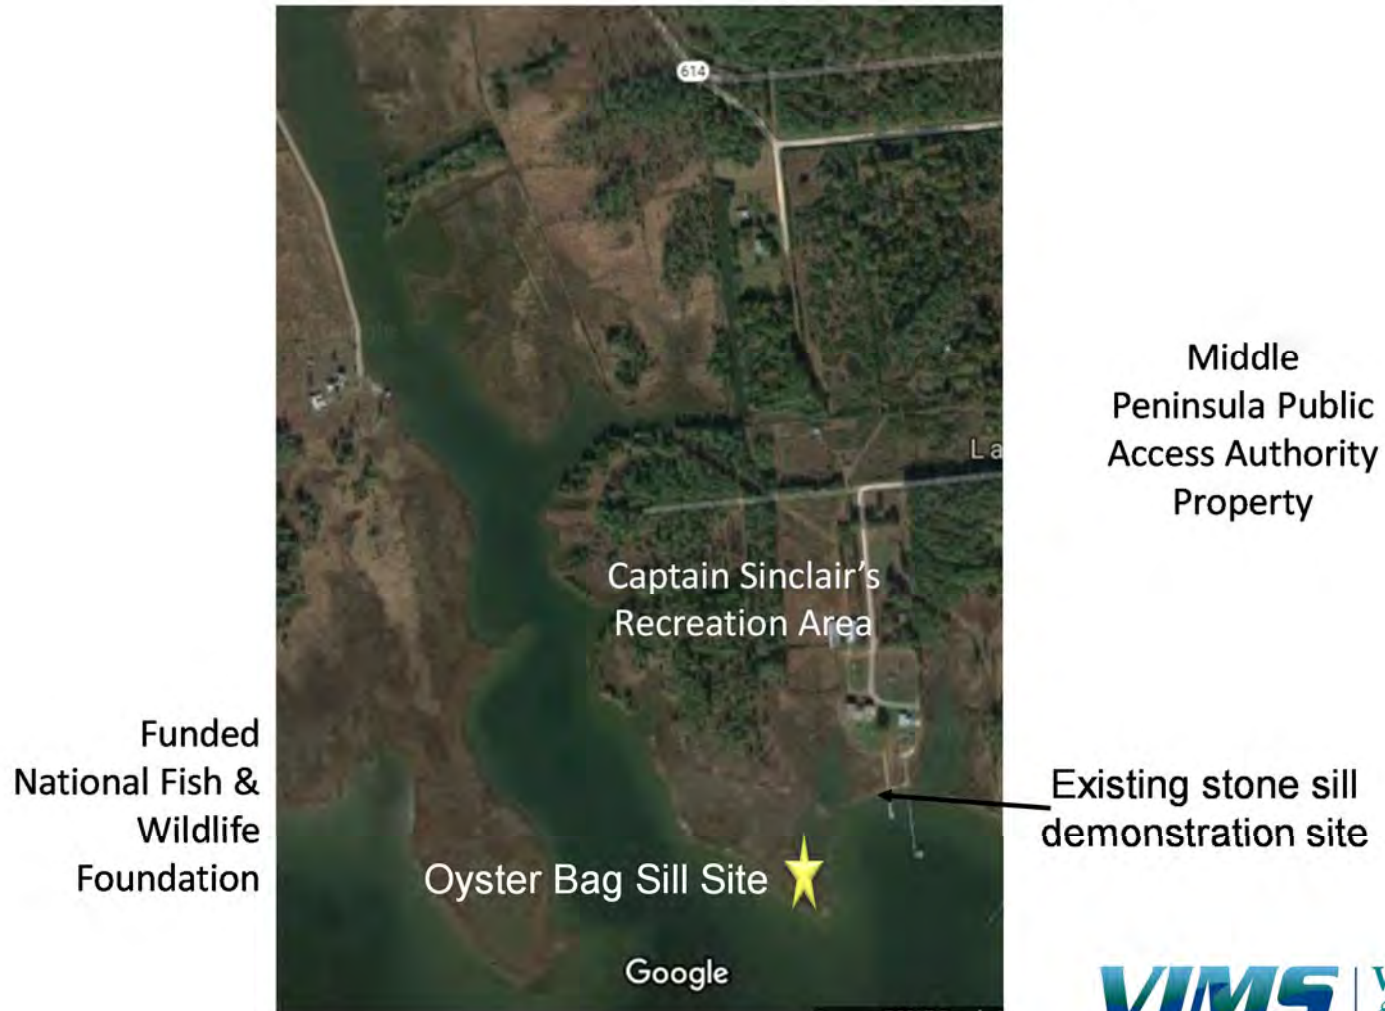 614
Middle
Peninsula Public
Access Authority
Property
La
Captain Sinclair's
Recreation Area
Funded
National Fish &
Wildlife
Foundation
Existing stone sill
demonstration site
Oyster Bag Sill Site
Google
VIMS